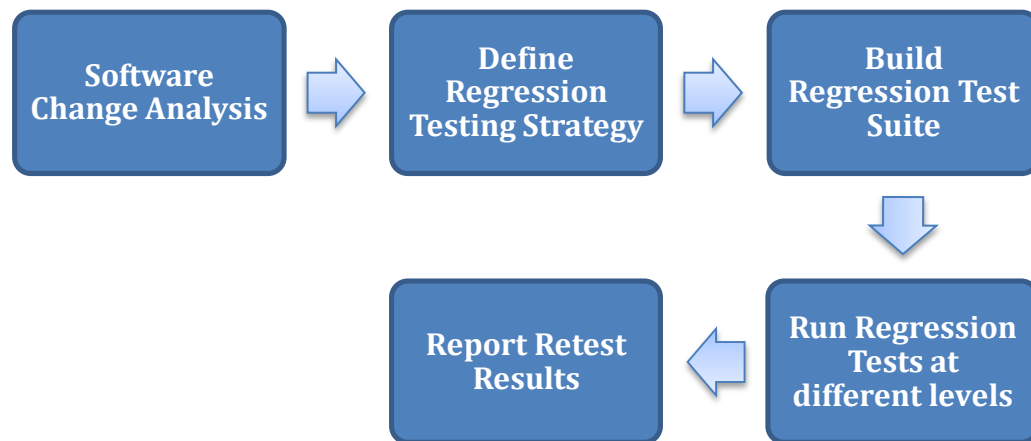 Software
Change Analysis
Define
Regression
Testing Strategy
Build
Regression Test
Suite
Run Regression
Tests at
different levels
Report Retest
Results